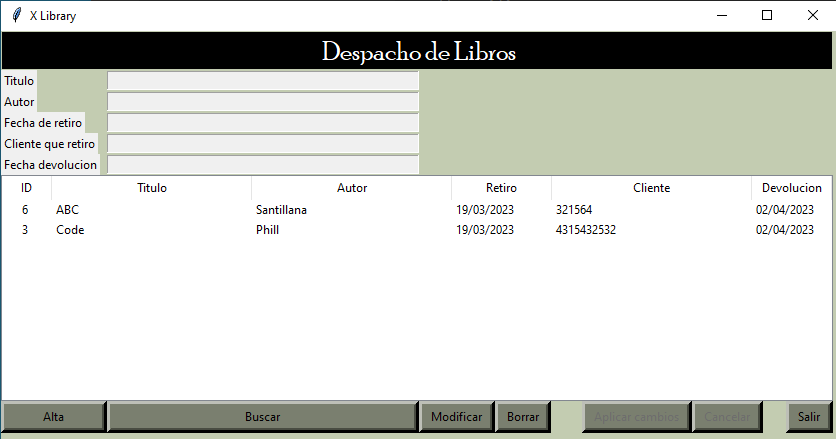 X Library
Despacho de Libros
Titulo
Autor
Fecha de retiro
Cliente que retiro
Fecha devolucion
ID Titulo Autor Retiro Cliente Devolucion
6 ABC Santillana 19/03/2023 321564 02/04/2023
3 Code Phill 19/03/2023 4315432532 02/04/2023
Alta Buscar Modificar Borrar Aplicar cambios Cancelar Salir